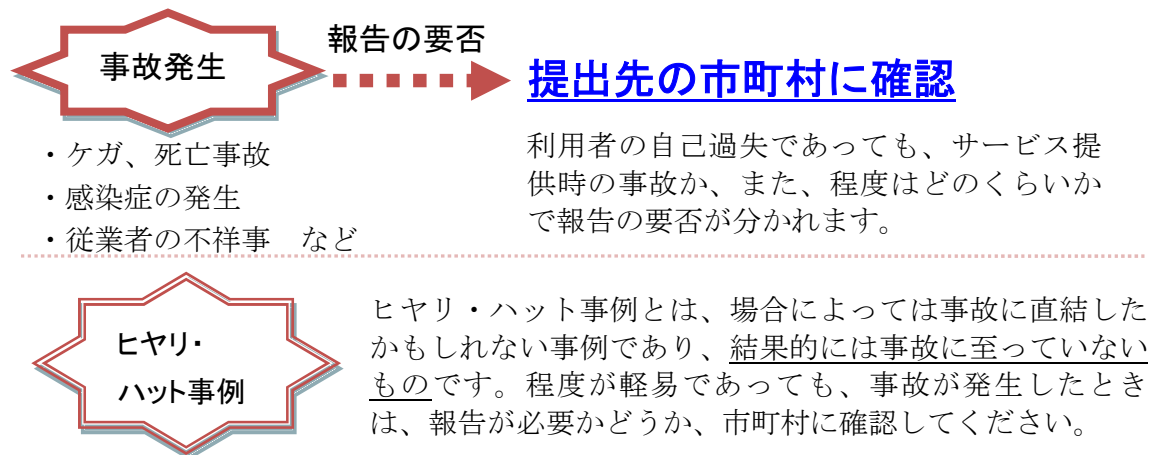 事故発生
報告の要否
提出先の市町村に確認
・ケガ、死亡事故
・感染症の発生
・従業者の不祥事　など
利用者の自己過失であっても、サービス提
供時の事故か、また、程度はどのくらいか
で報告の要否が分かれます。
ヒヤリ・
ハット事例
ヒヤリ・ハット事例とは、場合によっては事故に直結した
かもしれない事例であり、結果的には事故に至っていない
ものです。程度が軽易であっても、事故が発生したとき
は、報告が必要かどうか、市町村に確認してください。